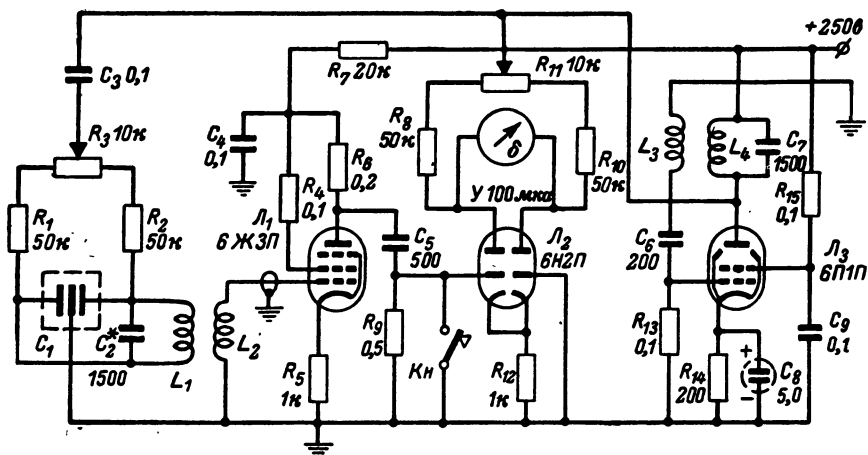 +250в
C3 0,1
R7 20к
R11 10к
R3 10к
C4
0,1
R8
50к
δ
L3
L4
C7
1500
R6
0,2
R10
50к
R4
0,1
У 100мка
R15
0,1
R1
50к
R2
50к
Л1
6Ж3П
C5
500
Л2
6Н2П
C6
200
Л3
6П1П
C1
C2*
1500
L1
L2
R9
0,5
R13
0,1
C9
0,1
R5
1к
Кн
R12
1к
R14
200
+
−
C8
5,0